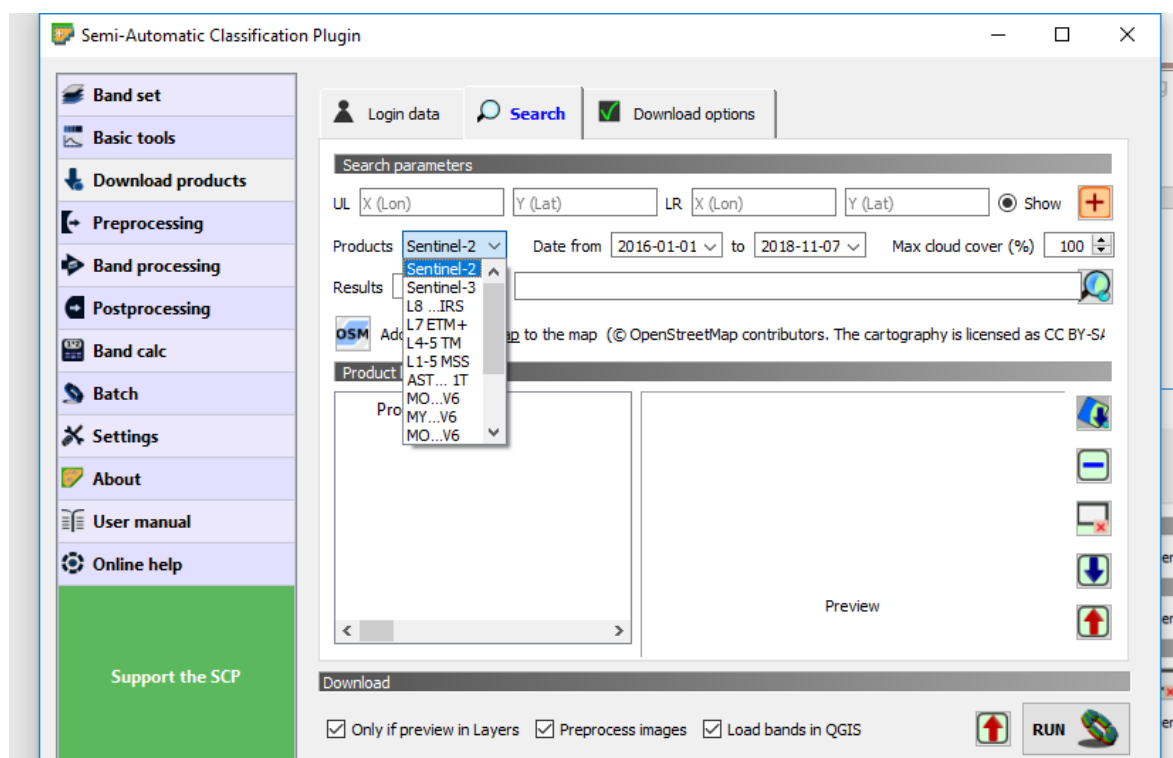 Semi-Automatic Classification Plugin
Band set
Basic tools
Download products
Preprocessing
Band processing
Postprocessing
Band calc
Batch
Settings
About
User manual
Online help
Support the SCP
Login data Search Download options
Search parameters
UL X (Lon) Y (Lat) LR X (Lon) Y (Lat) Show
Products Sentinel-2 Date from 2016-01-01 to 2018-11-07 Max cloud cover (%) 100
Sentinel-2
Sentinel-3
L8 ...IRS
L7 ETM+
L4-5 TM
L1-5 MSS
AST... 1T
MO...V6
MY...V6
MO...V6
Results
OSM to the map (© OpenStreetMap contributors. The cartography is licensed as CC BY-SA
Product
Pro
Preview
Download
Only if preview in Layers Preprocess images Load bands in QGIS RUN